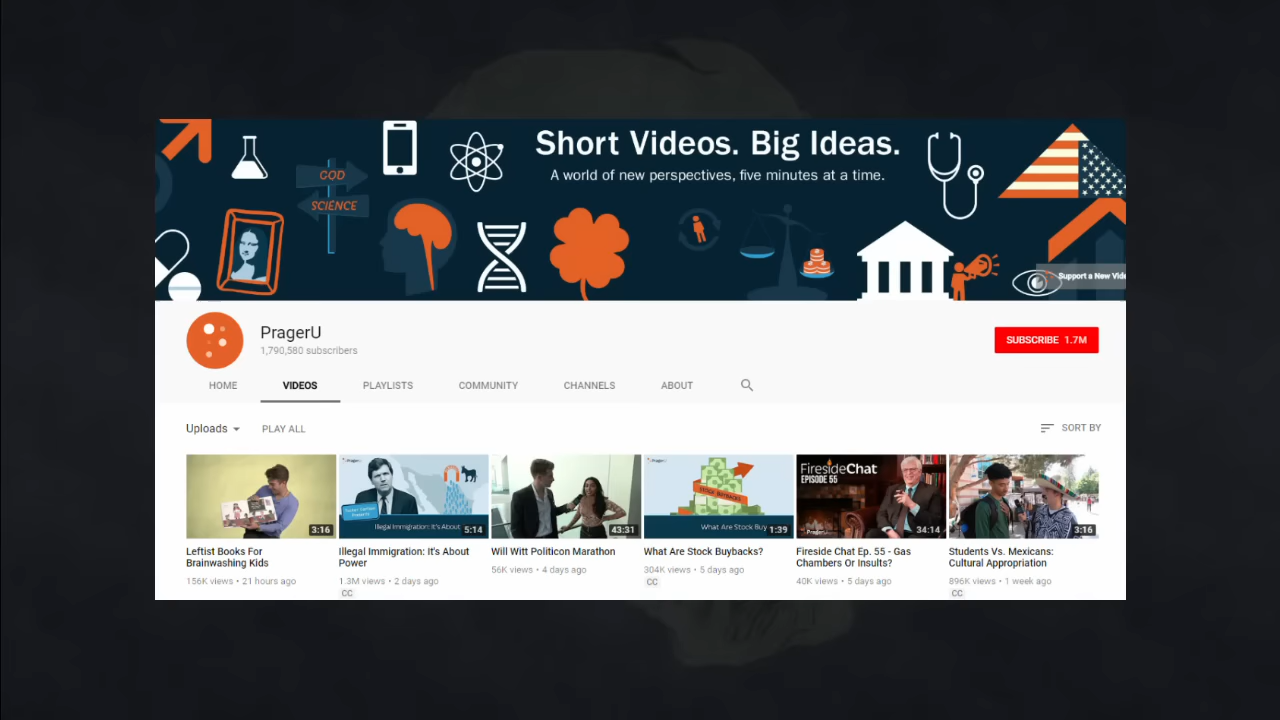 Short Videos. Big Ideas.
A world of new perspectives, five minutes at a time.
GOD
SCIENCE
Support a New
PragerU
1,790,580 subscribers
SUBSCRIBE 1.7M
HOME VIDEOS PLAYLISTS COMMUNITY CHANNELS ABOUT
Uploads PLAY ALL SORT BY
FiresideChat
EPISODE 55
Illegal Immigration: It's About
What Are Stock Buy
PragerU
3:16 5:14 43:31 1:39 34:14 3:16
Leftist Books For
Brainwashing Kids
156K views • 21 hours ago
Illegal Immigration: It's About
Power
1.3M views • 2 days ago
CC
Will Witt Politicon Marathon
56K views • 4 days ago
What Are Stock Buybacks?
304K views • 5 days ago
CC
Fireside Chat Ep. 55 - Gas
Chambers Or Insults?
40K views • 5 days ago
Students Vs. Mexicans:
Cultural Appropriation
896K views • 1 week ago
CC